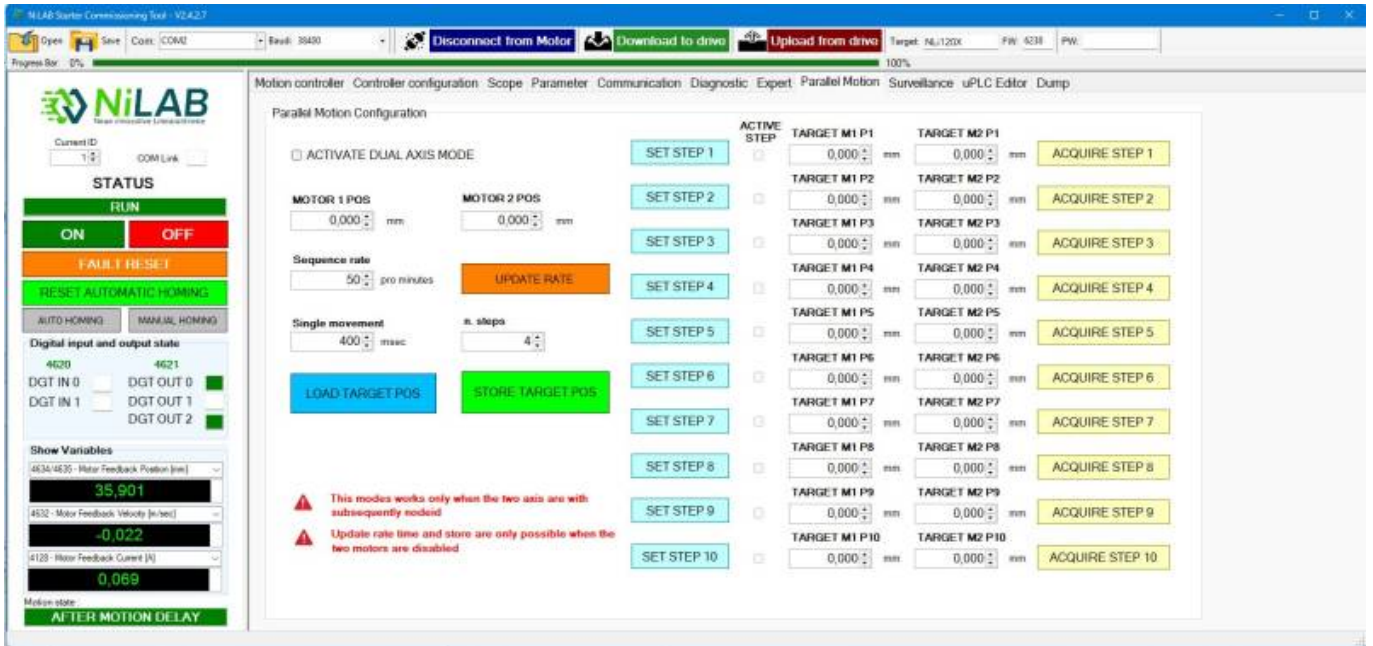 NiLAB Starter Commissioning Tool - V2.4.2.7
Open Save Com: COM2 Baud: 38400 Disconnect from Motor Download to drive Upload from drive Target: FW: 6238 PW:
Progress Bar: 0% 100%
Motion controller Controller configuration Scope Parameter Communication Diagnostic Expert Parallel Motion Surveillance uPLC Editor Dump
NiLAB
Current ID
1 COM Link
STATUS
RUN
ON OFF
FAULT RESET
RESET AUTOMATIC HOMING
AUTO HOMING MANUAL HOMING
Digital input and output state
4620 4621
DGT IN 0 DGT OUT 0
DGT IN 1 DGT OUT 1
DGT OUT 2
Show Variables
4634/4635 - Motor Feedback Position [mm]
35,901
4632 - Motor Feedback Velocity [m/sec]
-0,022
4128 - Motor Feedback Current [A]
0,069
Motion state
AFTER MOTION DELAY
Parallel Motion Configuration
ACTIVATE DUAL AXIS MODE
MOTOR 1 POS MOTOR 2 POS
0,000 mm 0,000 mm
Sequence rate
50 pro minutes UPDATE RATE
Single movement n. steps
400 msec 4
LOAD TARGET POS STORE TARGET POS
This modes works only when the two axis are with
subsequently nodeid
Update rate time and store are only possible when the
two motors are disabled
ACTIVE
STEP
TARGET M1 P1 TARGET M2 P1
SET STEP 1 0,000 mm 0,000 mm ACQUIRE STEP 1
TARGET M1 P2 TARGET M2 P2
SET STEP 2 0,000 mm 0,000 mm ACQUIRE STEP 2
TARGET M1 P3 TARGET M2 P3
SET STEP 3 0,000 mm 0,000 mm ACQUIRE STEP 3
TARGET M1 P4 TARGET M2 P4
SET STEP 4 0,000 mm 0,000 mm ACQUIRE STEP 4
TARGET M1 P5 TARGET M2 P5
SET STEP 5 0,000 mm 0,000 mm ACQUIRE STEP 5
TARGET M1 P6 TARGET M2 P6
SET STEP 6 0,000 mm 0,000 mm ACQUIRE STEP 6
TARGET M1 P7 TARGET M2 P7
SET STEP 7 0,000 mm 0,000 mm ACQUIRE STEP 7
TARGET M1 P8 TARGET M2 P8
SET STEP 8 0,000 mm 0,000 mm ACQUIRE STEP 8
TARGET M1 P9 TARGET M2 P9
SET STEP 9 0,000 mm 0,000 mm ACQUIRE STEP 9
TARGET M1 P10 TARGET M2 P10
SET STEP 10 0,000 mm 0,000 mm ACQUIRE STEP 10